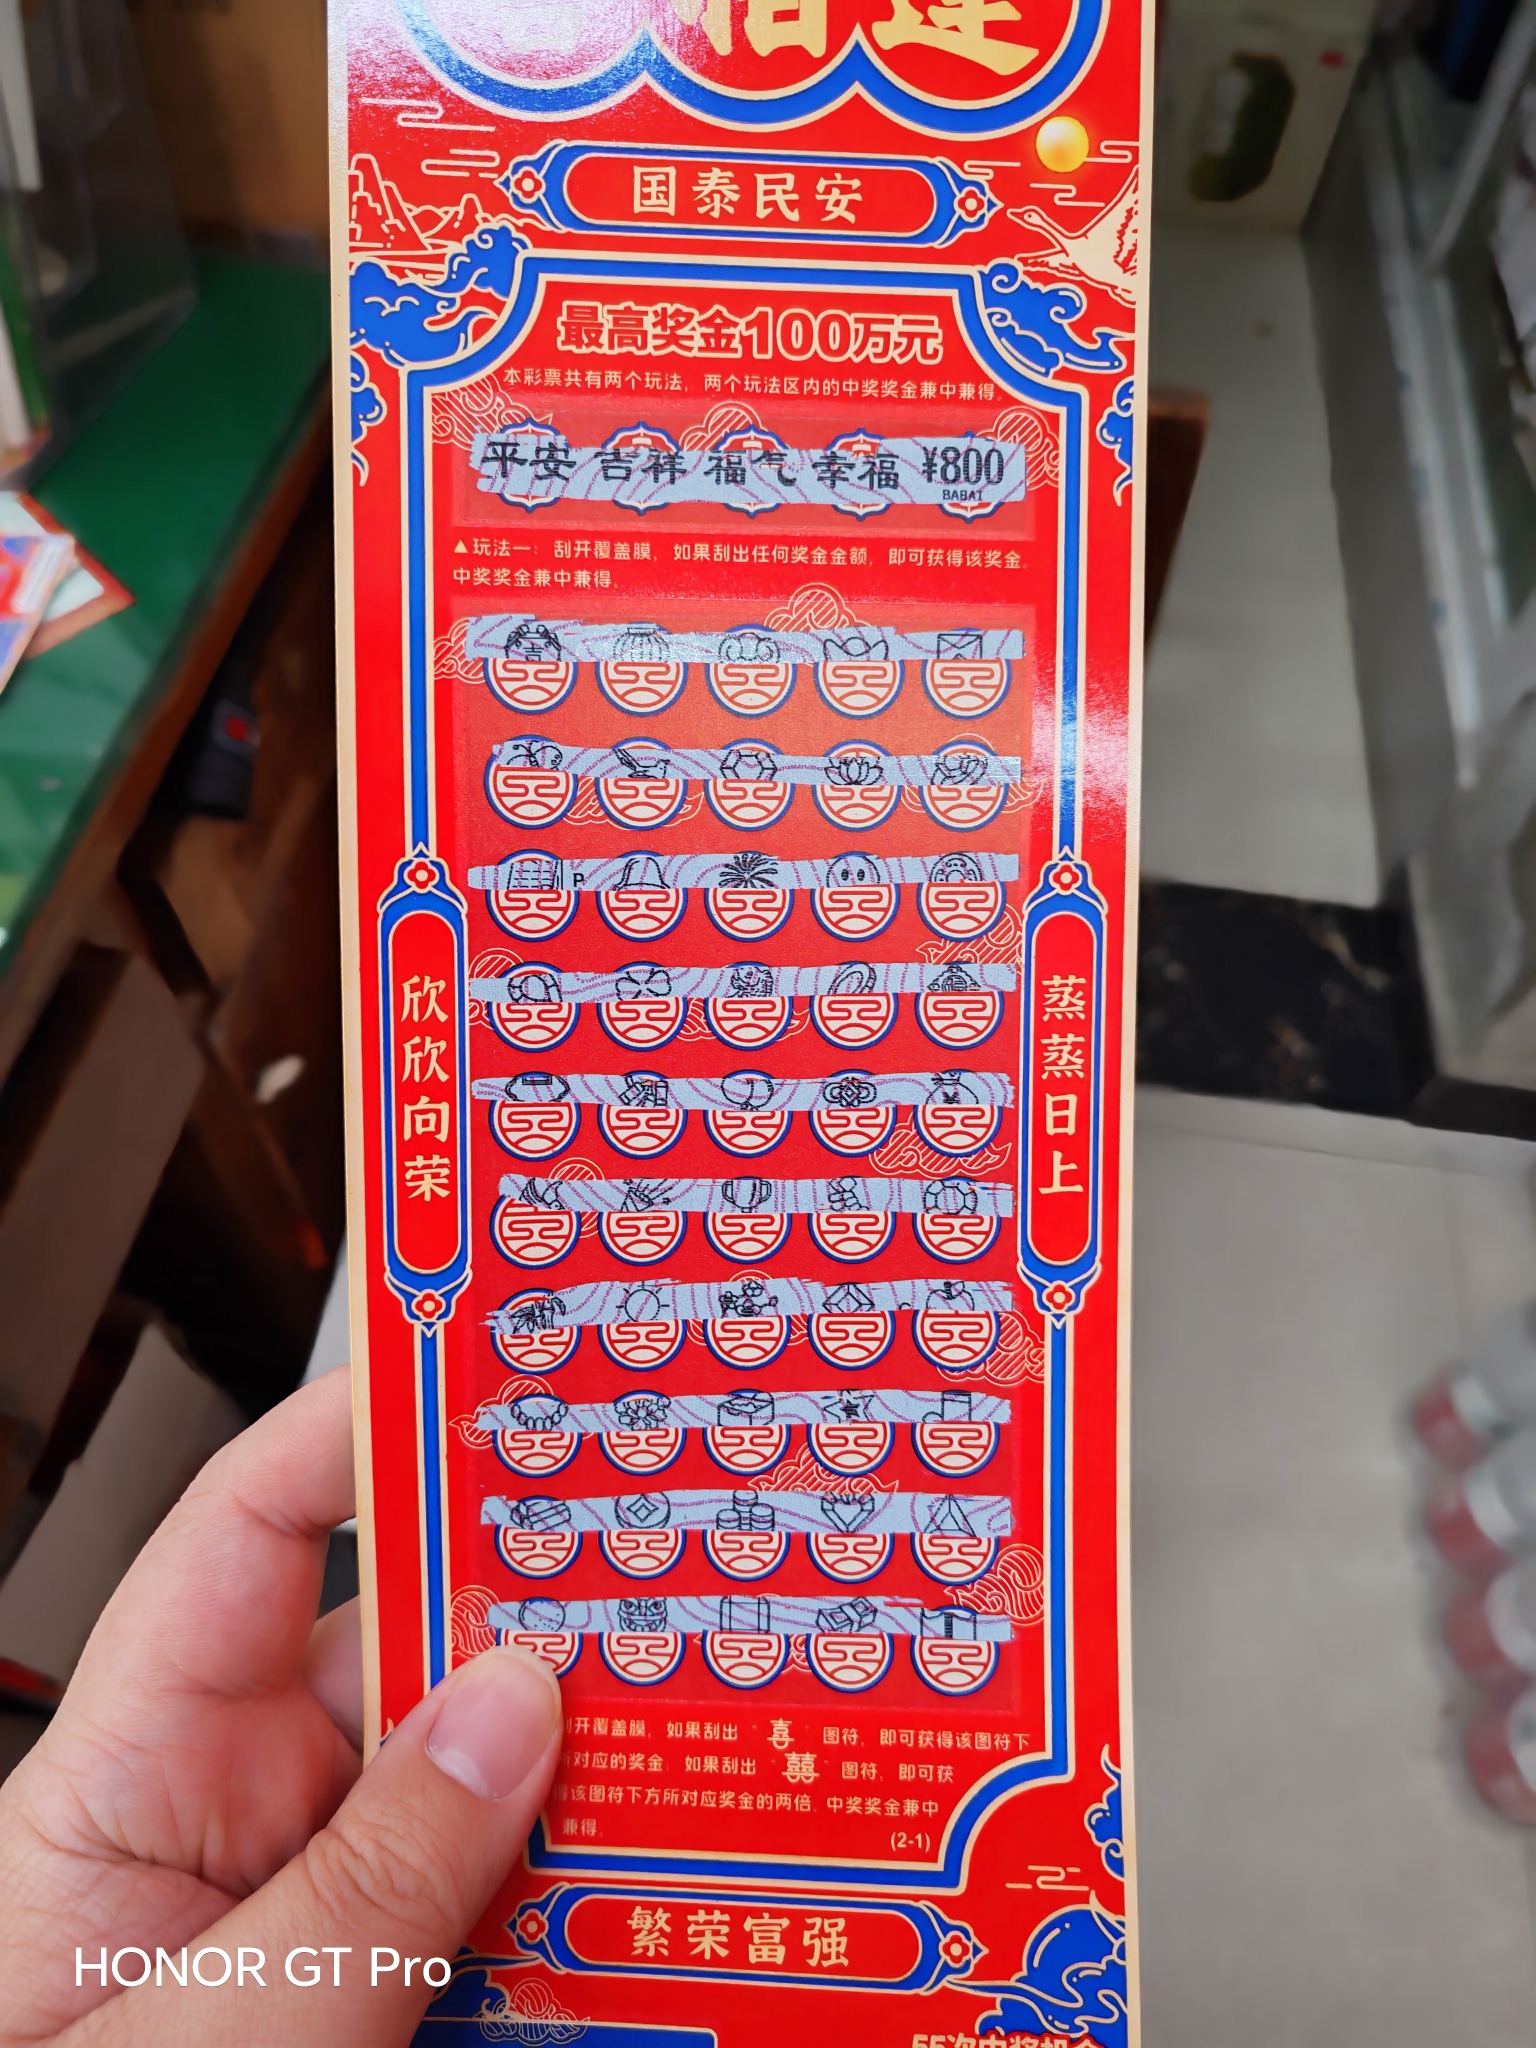 国泰民安
最高奖金100万元
本彩票共有两个玩法，两个玩法区内的中奖奖金兼中兼得。
平安 吉祥 福气 幸福 ¥800
BABAI
▲玩法一：刮开覆盖膜，如果刮出任何奖金金额，即可获得该奖金。
中奖奖金兼中兼得。
吉
P
欣欣向荣
蒸蒸日上
开覆盖膜，如果刮出“喜”图符，即可获得该图符下
所对应的奖金，如果刮出“囍”图符，即可获
得该图符下方所对应奖金的两倍。中奖奖金兼中
兼得。
(2-1)
繁荣富强
HONOR GT Pro